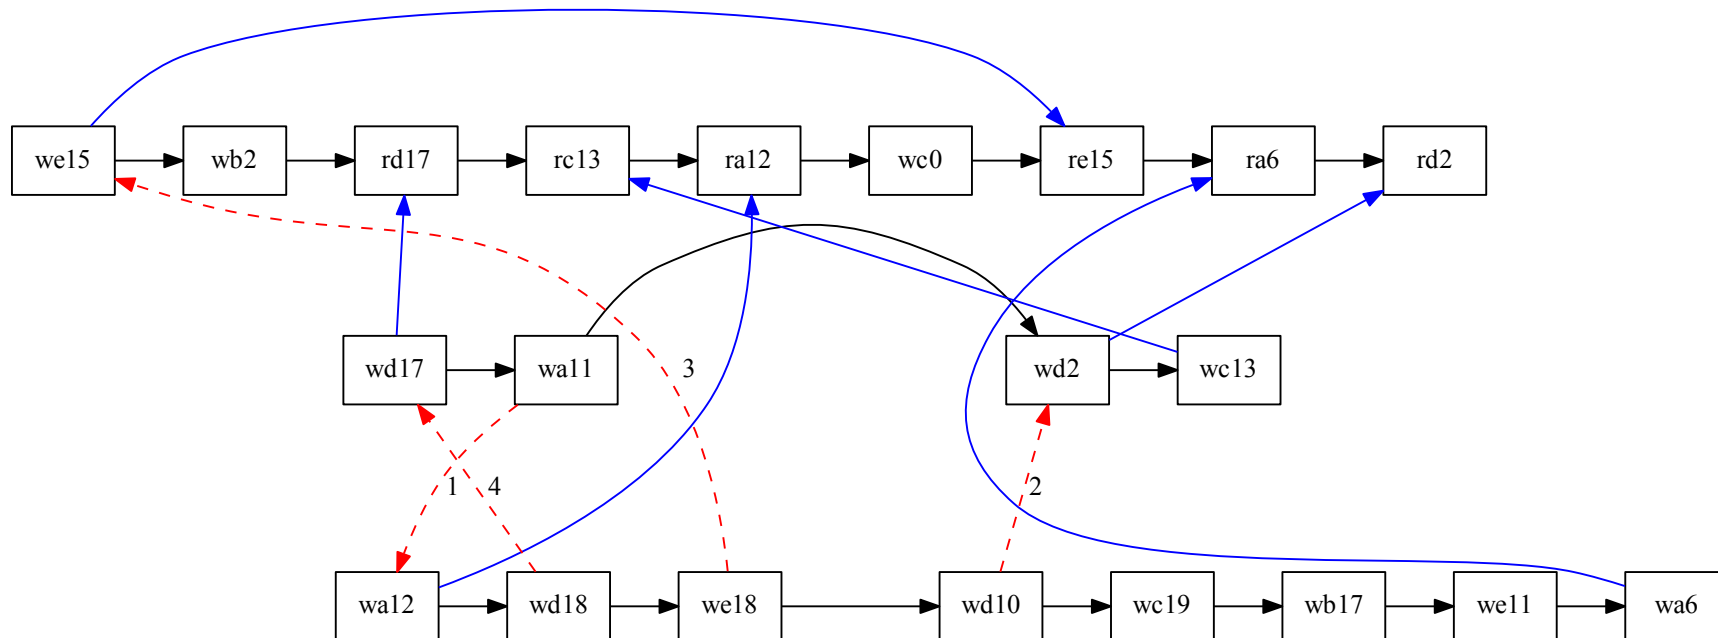 we15 wb2 rd17 rc13 ra12 wc0 re15 ra6 rd2
wd17 wa11 3 wd2 wc13
1 4 2
wa12 wd18 we18 wd10 wc19 wb17 we11 wa6